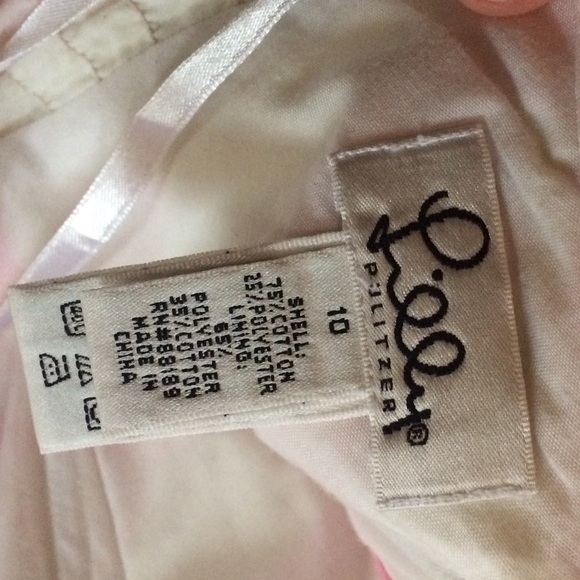 Lilly®
PULITZER
10
SHELL:
75%COTTON
25%POLYESTER
LINING:
65%
POLYESTER
35%COTTON
RN#88189
MADE IN
CHINA